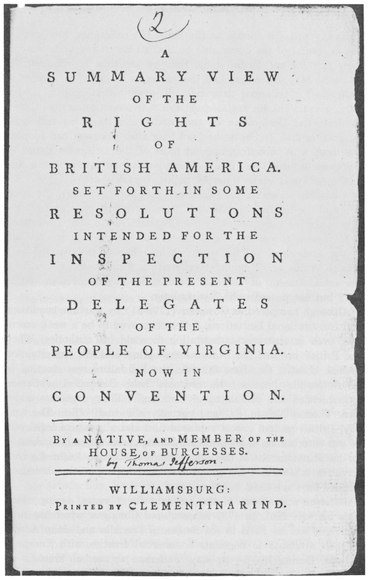 2
A
SUMMARY VIEW
OF THE
RIGHTS
OF
BRITISH AMERICA.
SET FORTH IN SOME
RESOLUTIONS
INTENDED FOR THE
INSPECTION
OF THE PRESENT
DELEGATES
OF THE
PEOPLE OF VIRGINIA.
NOW IN
CONVENTION.
BY A NATIVE, AND MEMBER OF THE
HOUSE OF BURGESSES.
by Thomas Jefferson.
WILLIAMSBURG:
PRINTED BY CLEMENTINARIND.